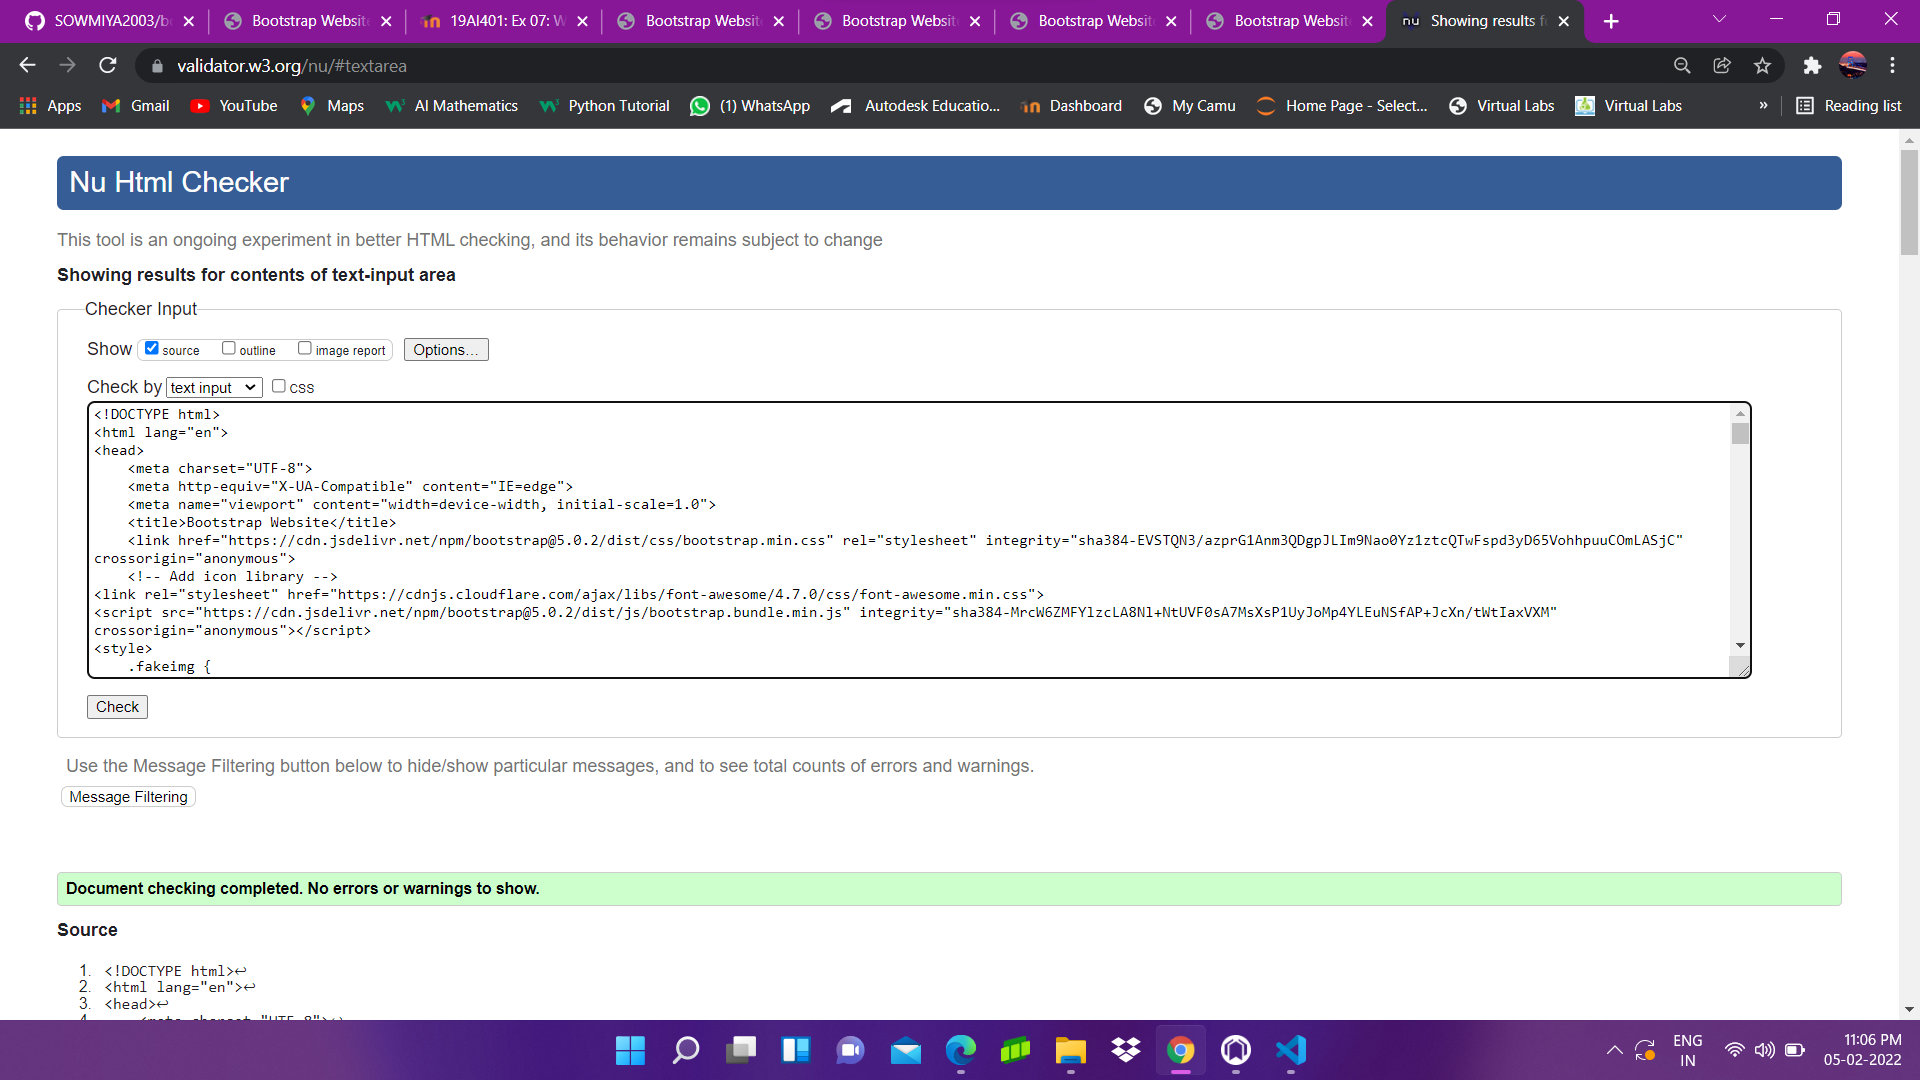 SOWMIYA2003/b
Bootstrap Websit
19AI401: Ex 07: W
Bootstrap Websit
Bootstrap Websit
Bootstrap Websit
Bootstrap Websit
nu Showing results f
validator.w3.org/nu/#textarea
Apps Gmail YouTube Maps AI Mathematics Python Tutorial (1) WhatsApp Autodesk Educatio... Dashboard My Camu Home Page - Select... Virtual Labs Virtual Labs » Reading list
Nu Html Checker
This tool is an ongoing experiment in better HTML checking, and its behavior remains subject to change
Showing results for contents of text-input area
Checker Input
Show source outline image report Options...
Check by text input css
<!DOCTYPE html>
<html lang="en">
<head>
<meta charset="UTF-8">
<meta http-equiv="X-UA-Compatible" content="IE=edge">
<meta name="viewport" content="width=device-width, initial-scale=1.0">
<title>Bootstrap Website</title>
<link href="https://cdn.jsdelivr.net/npm/bootstrap@5.0.2/dist/css/bootstrap.min.css" rel="stylesheet" integrity="sha384-EVSTQN3/azprG1Anm3QDgpJLIm9Nao0Yz1ztcQTwFspd3yD65VohhpuuCOmLASjC"
crossorigin="anonymous">
<!-- Add icon library -->
<link rel="stylesheet" href="https://cdnjs.cloudflare.com/ajax/libs/font-awesome/4.7.0/css/font-awesome.min.css">
<script src="https://cdn.jsdelivr.net/npm/bootstrap@5.0.2/dist/js/bootstrap.bundle.min.js" integrity="sha384-MrcW6ZMFYlzcLA8Nl+NtUVF0sA7MsXsP1UyJoMp4YLEuNSfAP+JcXn/tWtIaxVXM"
crossorigin="anonymous"></script>
<style>
.fakeimg {
Check
Use the Message Filtering button below to hide/show particular messages, and to see total counts of errors and warnings.
Message Filtering
Document checking completed. No errors or warnings to show.
Source
1. <!DOCTYPE html>↩
2. <html lang="en">↩
3. <head>↩
4. <meta charset="UTF-8">↩
ENG
IN
11:06 PM
05-02-2022